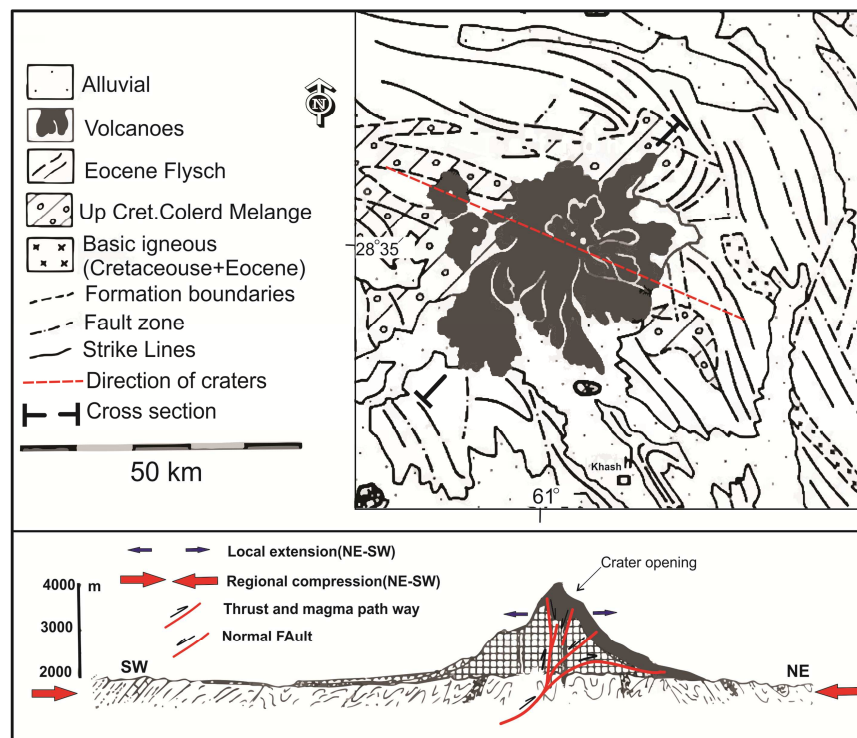 Alluvial
N
Volcanoes
Eocene Flysch
Up Cret.Colerd Melange
Basic igneous
(Cretaceouse+Eocene)
Formation boundaries
Fault zone
Strike Lines
Direction of craters
Cross section
50 km
28°35
Khash
61°
Local extension(NE-SW)
Regional compression(NE-SW)
Thrust and magma path way
Normal FAult
Crater opening
4000 m
3000
2000
SW
NE